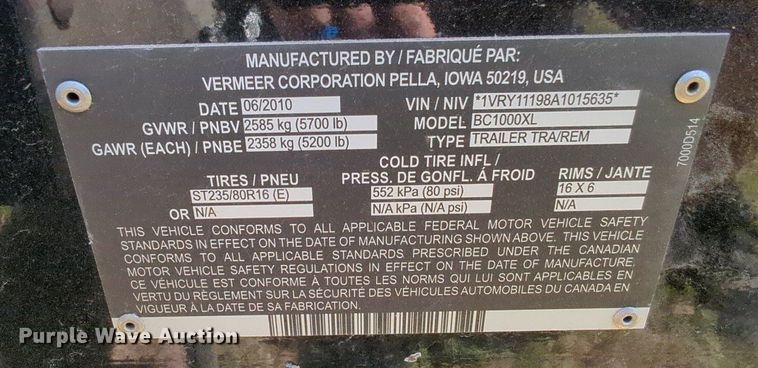 MANUFACTURED BY / FABRIQUÉ PAR:
VERMEER CORPORATION PELLA, IOWA 50219, USA
DATE 06/2010 VIN / NIV *1VRY11198A1015635*
GVWR / PNBV 2585 kg (5700 lb) MODEL BC1000XL
GAWR (EACH) / PNBE 2358 kg (5200 lb) TYPE TRAILER TRA/REM
COLD TIRE INFL /
TIRES / PNEU PRESS. DE GONFL. Á FROID RIMS / JANTE
ST235/80R16 (E) 552 kPa (80 psi) 16 X 6
OR N/A N/A kPa (N/A psi) N/A
THIS VEHICLE CONFORMS TO ALL APPLICABLE FEDERAL MOTOR VEHICLE SAFETY
STANDARDS IN EFFECT ON THE DATE OF MANUFACTURING SHOWN ABOVE. THIS VEHICLE
CONFORMS TO ALL APPLICABLE STANDARDS PRESCRIBED UNDER THE CANADIAN
MOTOR VEHICLE SAFETY REGULATIONS IN EFFECT ON THE DATE OF MANUFACTURE.
CE VÉHICULE EST CONFORME À TOUTES LES NORMS QUI LUI SONT APPLICABLES EN
VERTU DU RÈGLEMENT SUR LA SÉCURITÉ DES VÉHICULES AUTOMOBILES DU CANADA EN
VIGUEUR À LA DATE DE SA FABRICATION.
7000D514
Purple Wave Auction